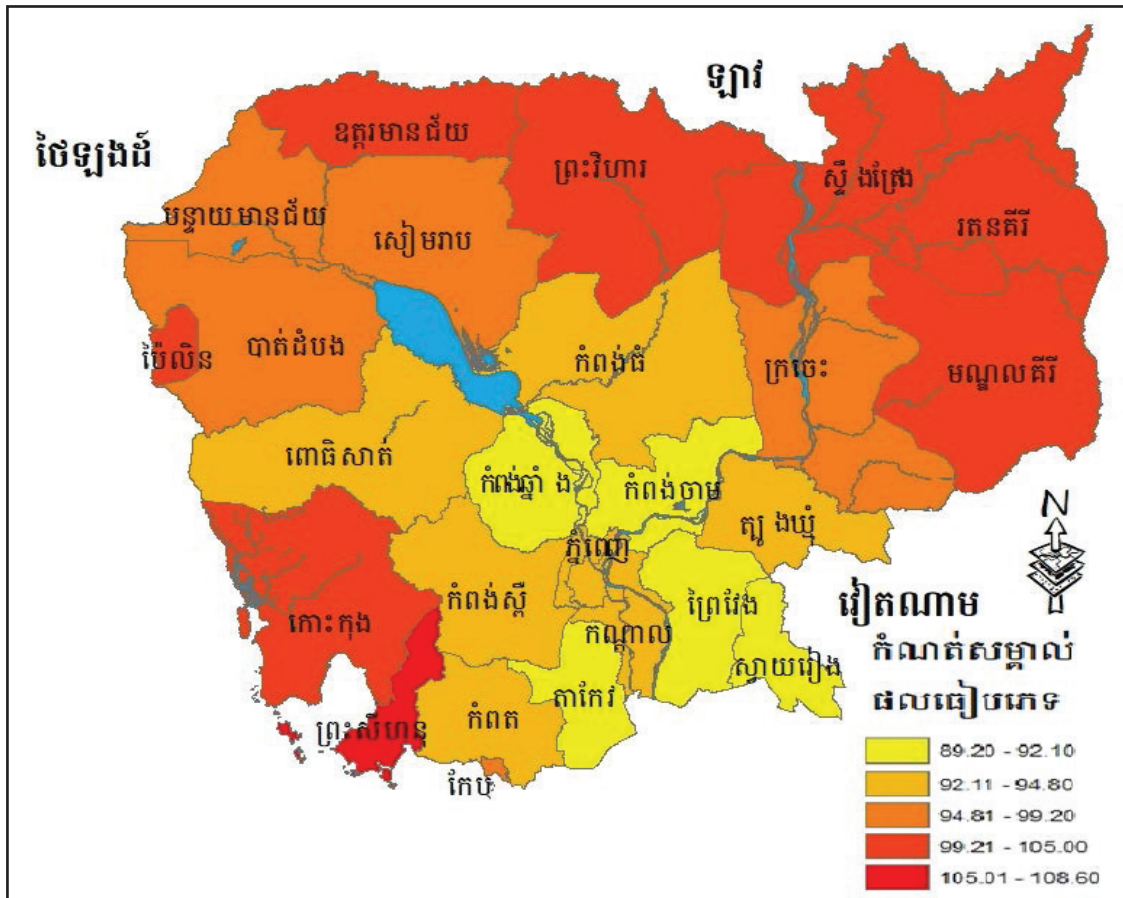 ឡាវ
ថៃឡងដ៍
ឧត្តរមានជ័យ
ព្រះវិហារ
ស្ទឹងត្រែង
រតនគីរី
បន្ទាយមានជ័យ
សៀមរាប
ប៉ៃលិន
បាត់ដំបង
កំពង់ធំ
ក្រចេះ
មណ្ឌលគីរី
ពោធិសាត់
កំពង់ឆ្នាំង
កំពង់ចាម
ត្បូងឃ្មុំ
N
ភ្នំពេញ
កំពង់ស្ពឺ
ព្រៃវែង
វៀតណាម
កោះកុង
កណ្តាល
ស្វាយរៀង
កំណត់សម្គាល់
តាកែវ
ផលធៀបភេទ
ព្រះសីហនុ
កំពត
កែប
89.20 - 92.10
92.11 - 94.80
94.81 - 99.20
99.21 - 105.00
105.01 - 108.60